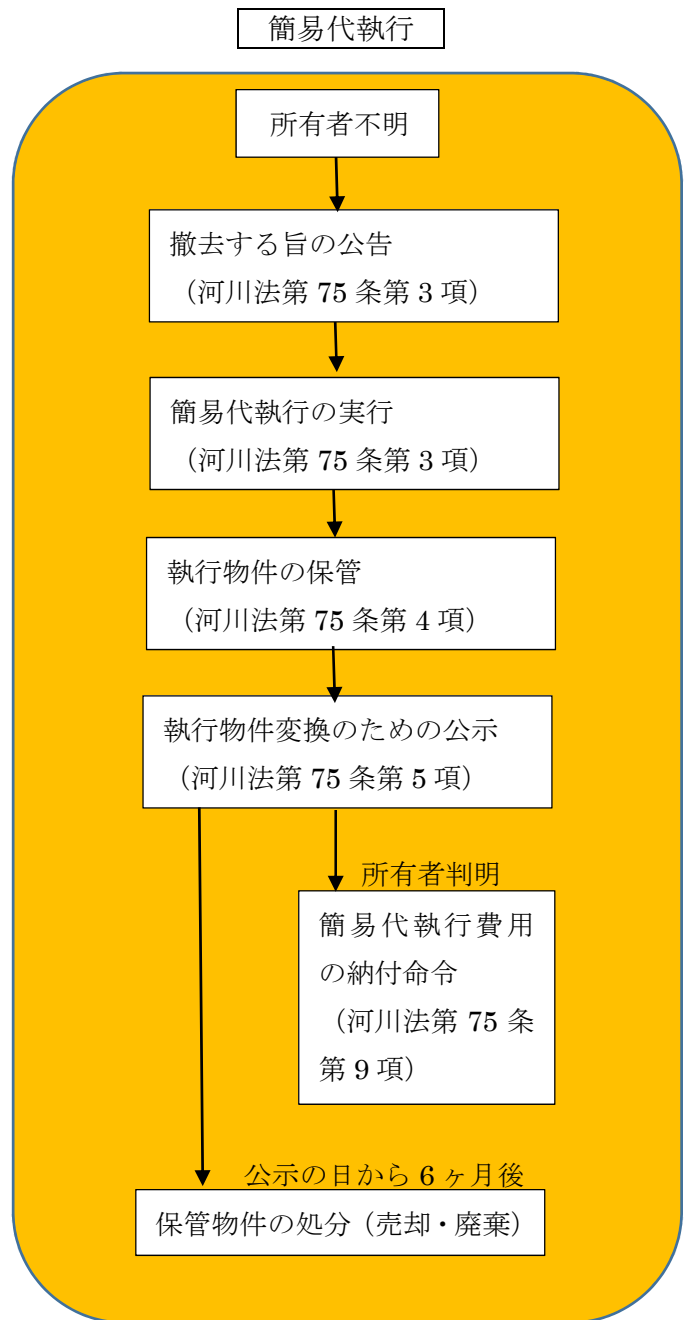 簡易代執行
所有者不明
撤去する旨の公告
（河川法第 75 条第 3 項）
簡易代執行の実行
（河川法第 75 条第 3 項）
執行物件の保管
（河川法第 75 条第 4 項）
執行物件変換のための公示
（河川法第 75 条第 5 項）
所有者判明
簡易代執行費用
の納付命令
（河川法第 75 条
第 9 項）
公示の日から 6 ヶ月後
保管物件の処分（売却・廃棄）